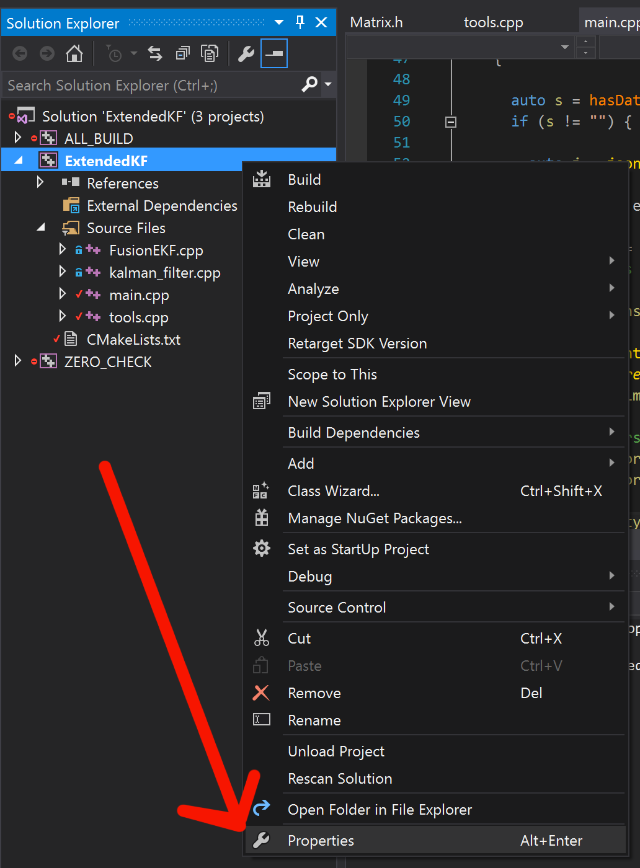 Solution Explorer
Matrix.h
tools.cpp
main.cpp
Search Solution Explorer (Ctrl+;)
Solution 'ExtendedKF' (3 projects)
ALL_BUILD
ExtendedKF
References
External Dependencies
Source Files
FusionEKF.cpp
kalman_filter.cpp
main.cpp
tools.cpp
CMakeLists.txt
ZERO_CHECK
48
49 auto s = hasDat
50 if (s != "") {
51
Build
Rebuild
Clean
View
Analyze
Project Only
Retarget SDK Version
Scope to This
New Solution Explorer View
Build Dependencies
Add
Class Wizard... Ctrl+Shift+X
Manage NuGet Packages...
Set as StartUp Project
Debug
Source Control
Cut Ctrl+X
Paste Ctrl+V
Remove Del
Rename
Unload Project
Rescan Solution
Open Folder in File Explorer
Properties Alt+Enter